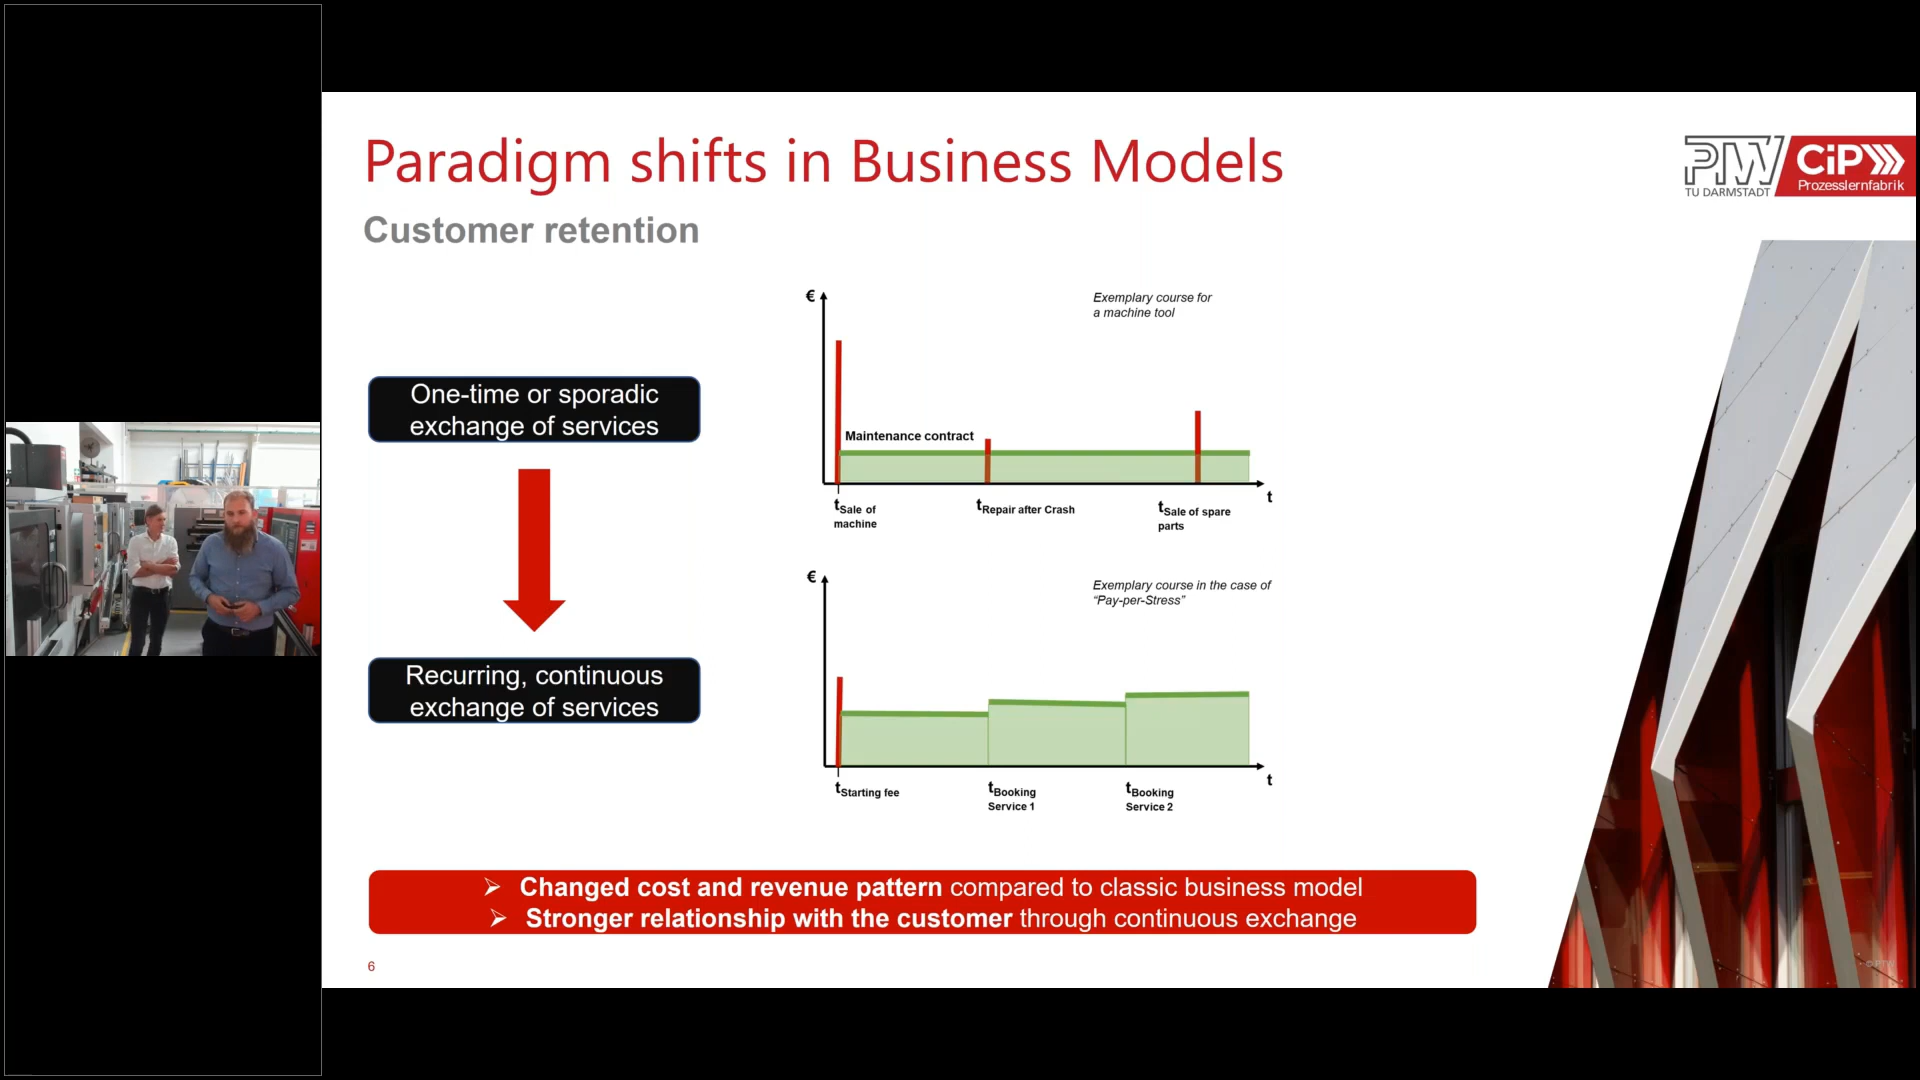 Paradigm shifts in Business Models
Customer retention
PTW
TU DARMSTADT
CiP
Prozesslernfabrik
One-time or sporadic
exchange of services
Recurring, continuous
exchange of services
€
Exemplary course for
a machine tool
Maintenance contract
t
tSale of
machine
tRepair after Crash
tSale of spare
parts
€
Exemplary course in the case of
“Pay-per-Stress”
t
tStarting fee
tBooking
Service 1
tBooking
Service 2
➢ Changed cost and revenue pattern compared to classic business model
➢ Stronger relationship with the customer through continuous exchange
6
© PTW